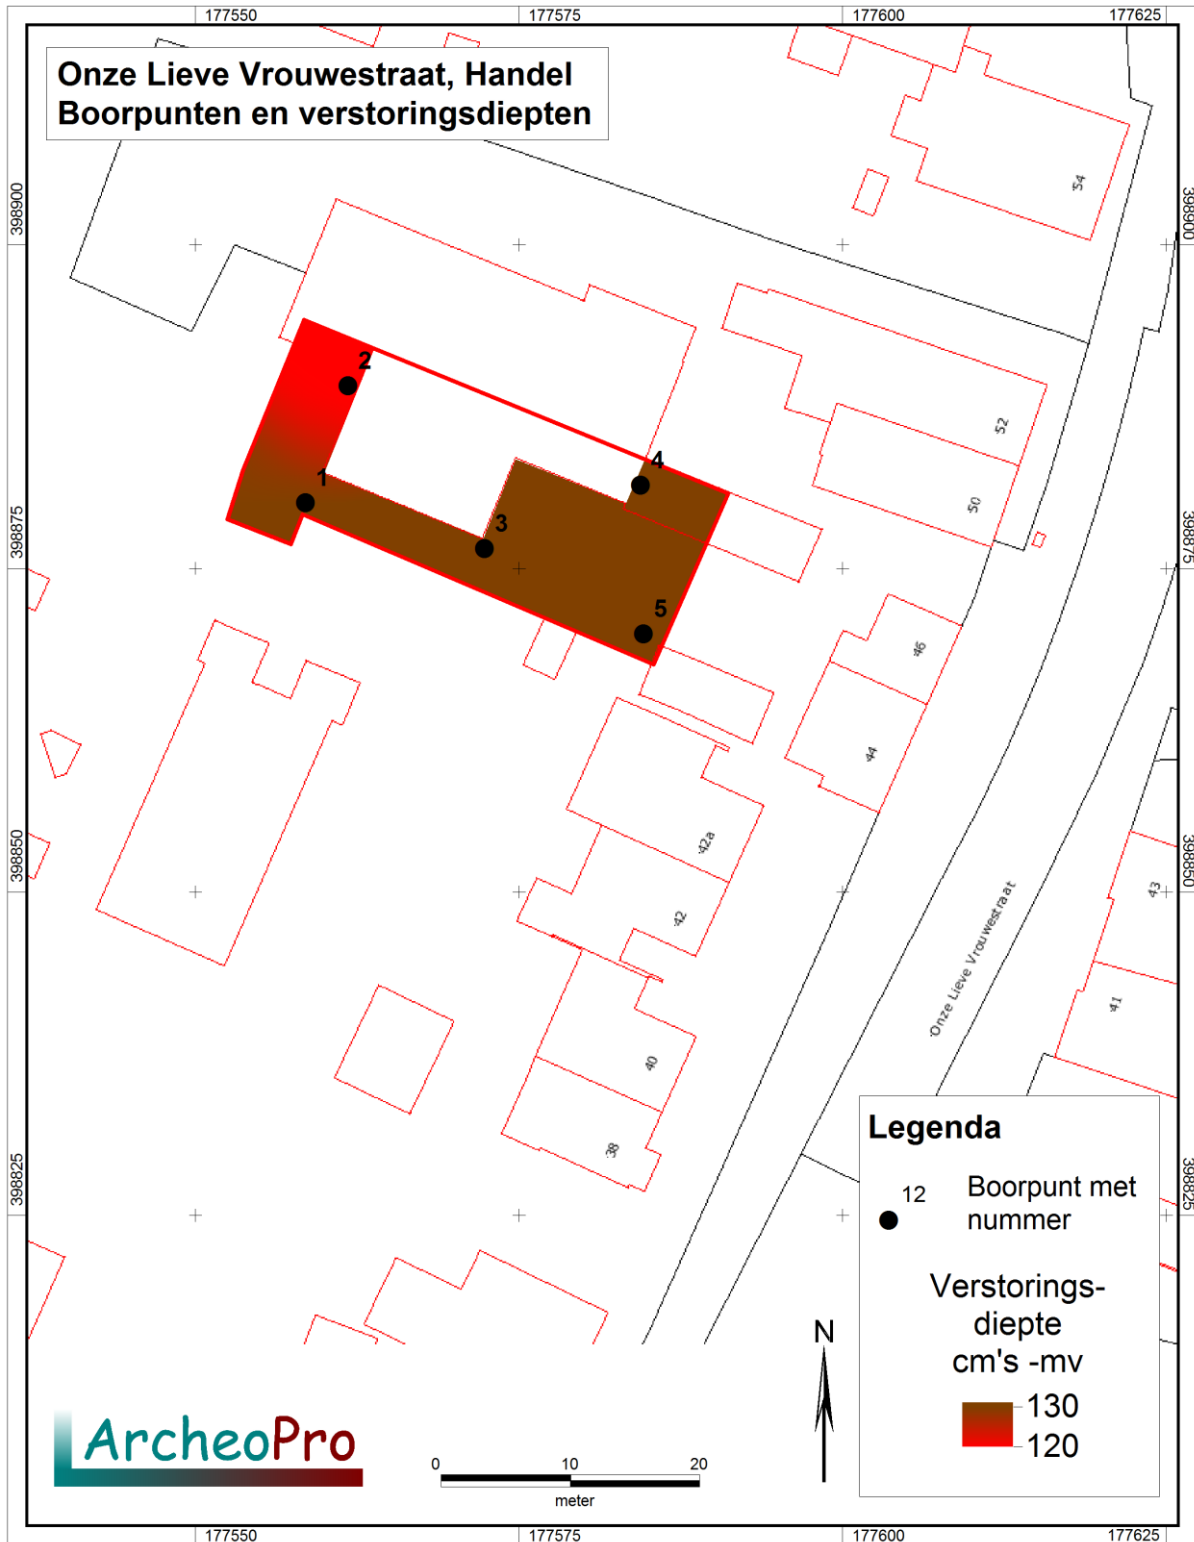 177550
177575
177600
177625
Onze Lieve Vrouwestraat, Handel
Boorpunten en verstoringsdiepten
398900
398900
54
2
52
4
1
50
3
398875
398875
5
46
44
42a
398850
398850
43
42
Onze Lieve Vrouwestraat
41
40
38
398825
398825
Legenda
12
Boorpunt met
nummer
Verstorings-
diepte
cm's -mv
130
120
N
ArcheoPro
0
10
20
meter
177550
177575
177600
177625